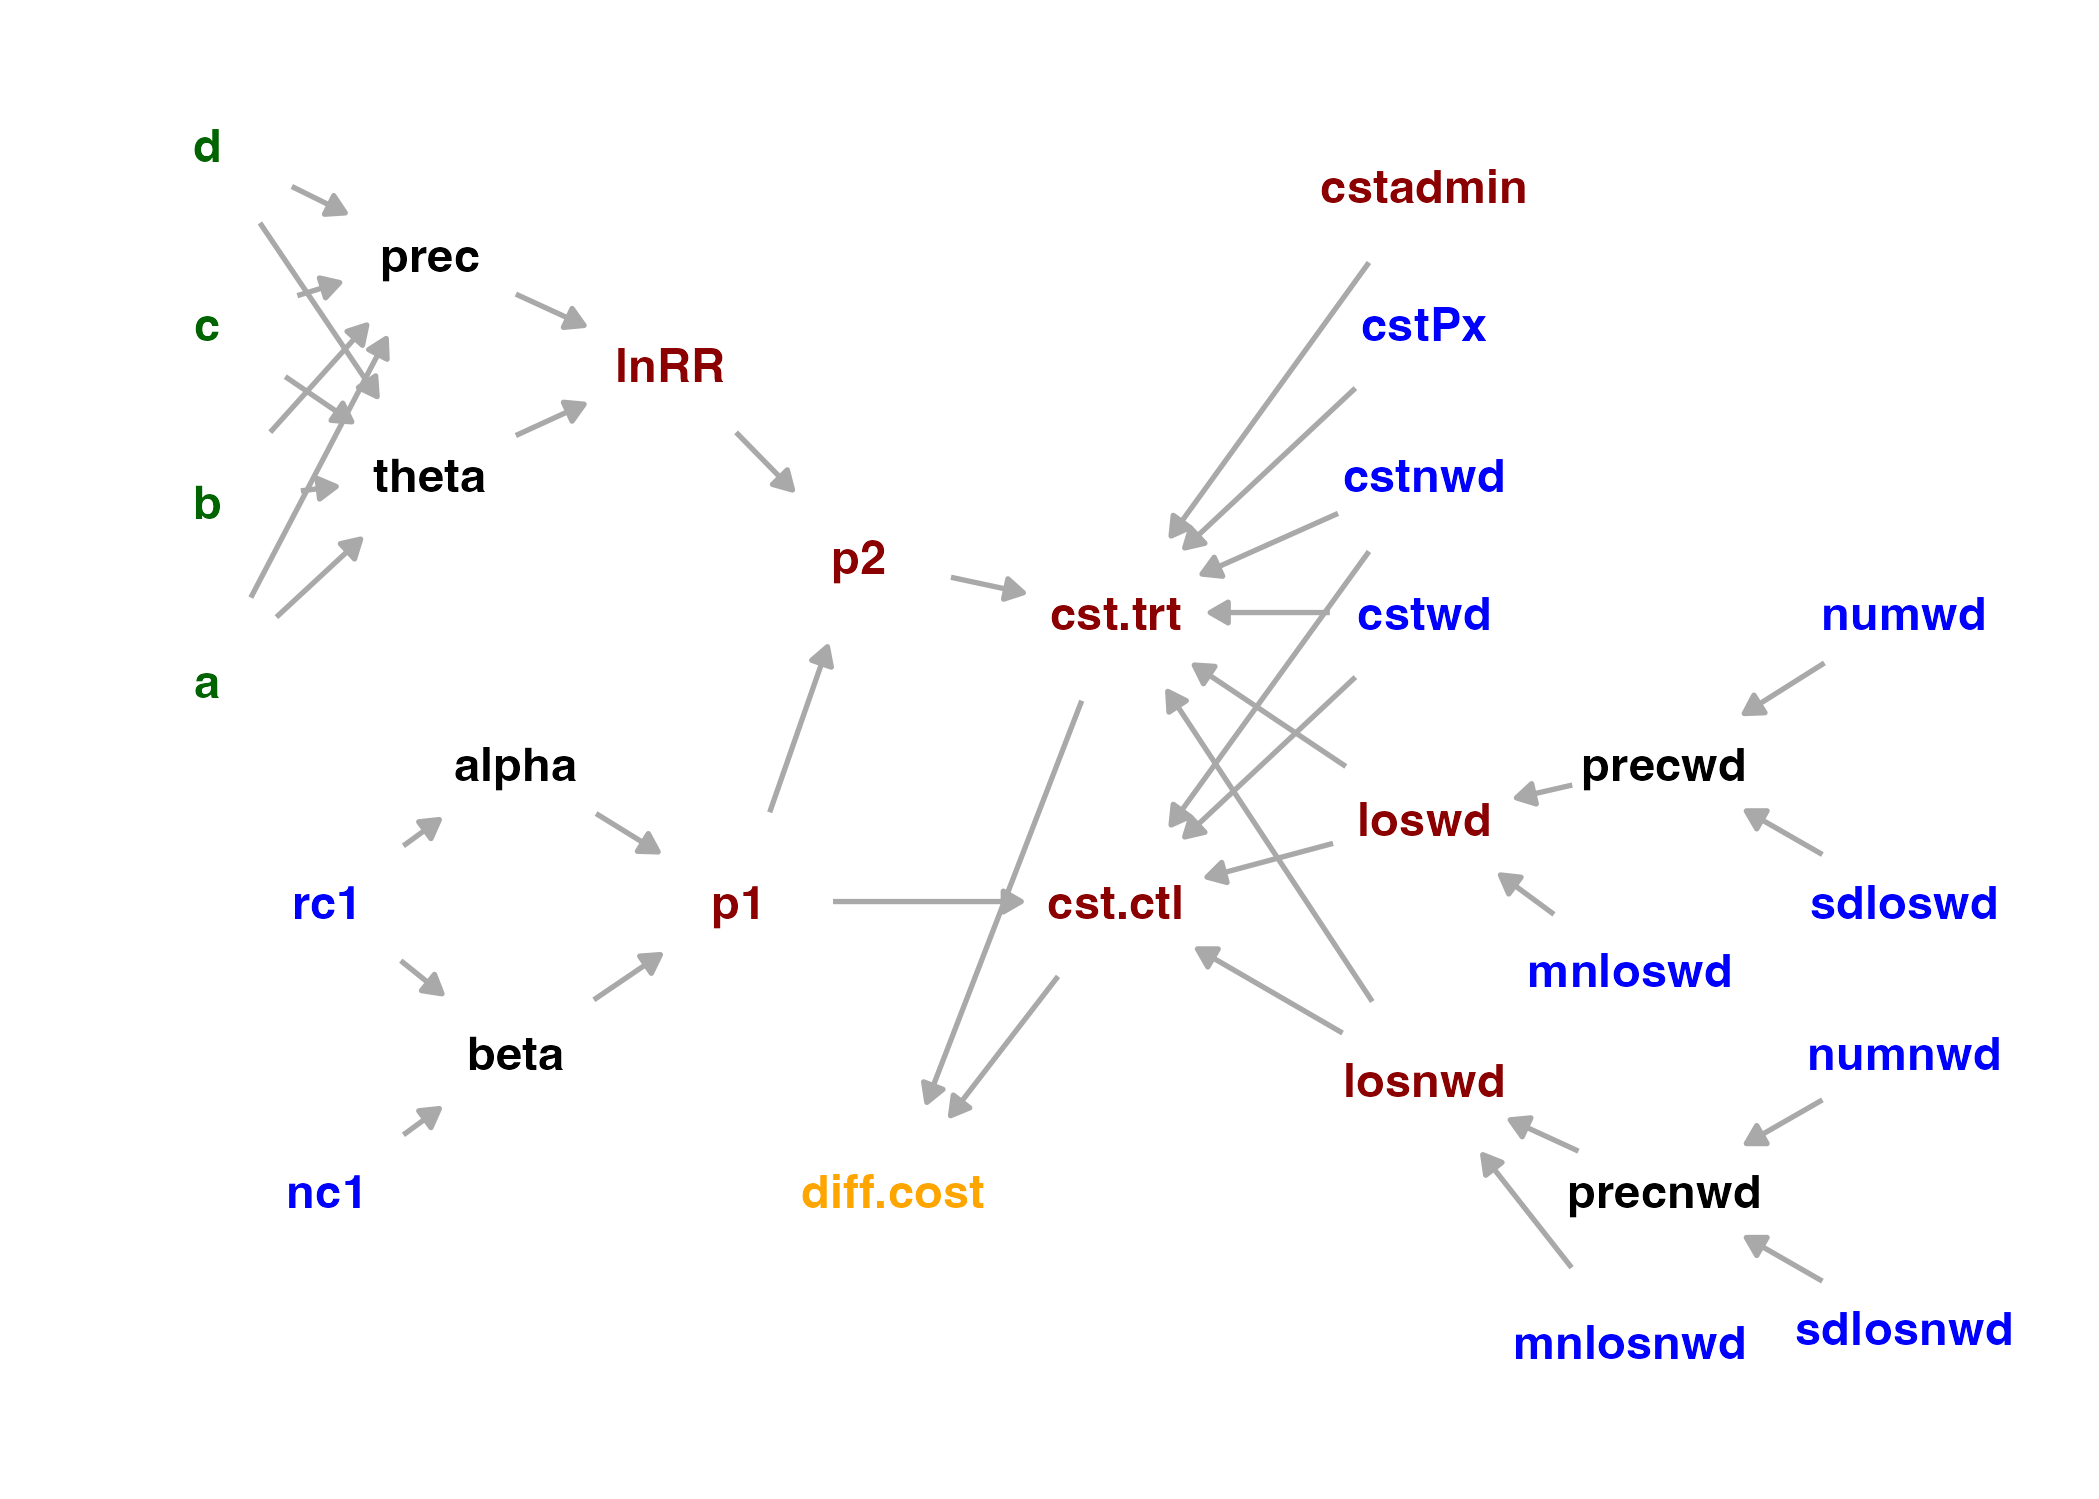 d
cstadmin
prec
c
cstPx
lnRR
theta
cstnwd
b
p2
cst.trt
cstwd
numwd
a
alpha
precwd
loswd
rc1
p1
cst.ctl
sdloswd
mnloswd
beta
numnwd
losnwd
nc1
diff.cost
precnwd
sdlosnwd
mnlosnwd